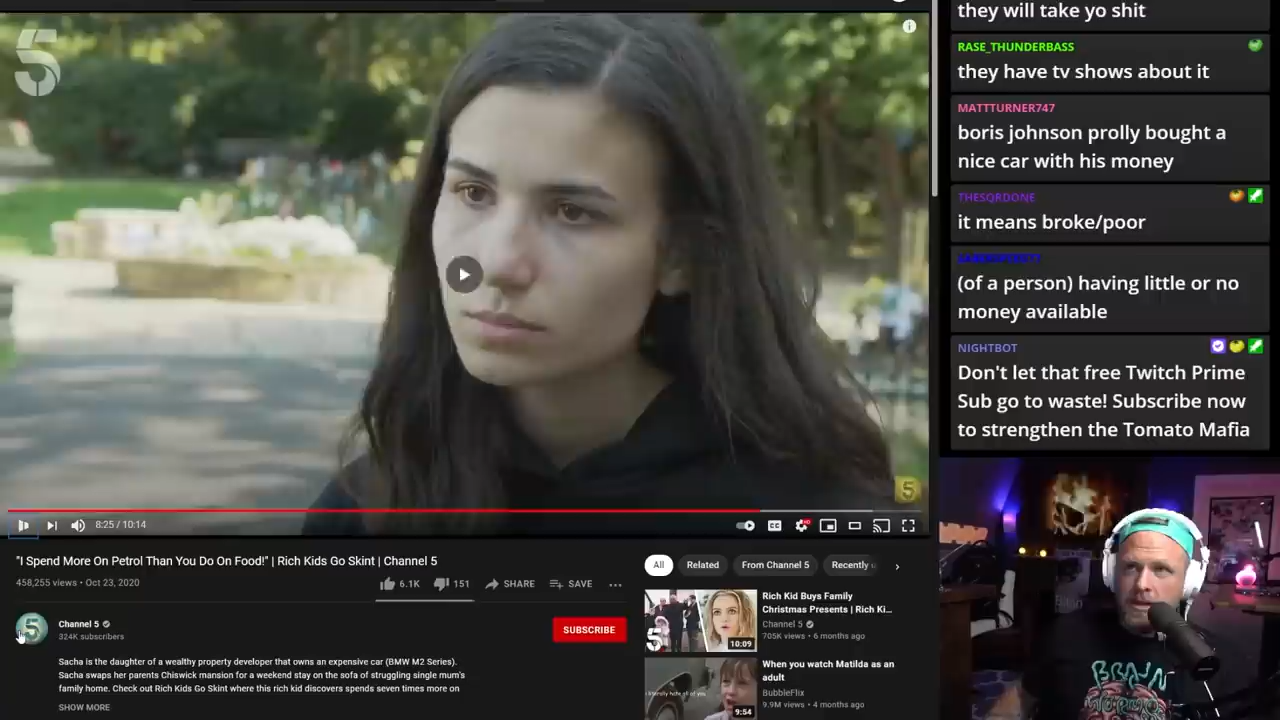 they will take yo shit
RASE_THUNDERBASS
they have tv shows about it
MATTTURNER747
boris johnson prolly bought a
nice car with his money
THESQRDONE
it means broke/poor
(of a person) having little or no
money available
NIGHTBOT
Don't let that free Twitch Prime
Sub go to waste! Subscribe now
to strengthen the Tomato Mafia
5
5
8:25 / 10:14
"I Spend More On Petrol Than You Do On Food!" | Rich Kids Go Skint | Channel 5
458,255 views • Oct 23, 2020
6.1K
151
SHARE
SAVE
Channel 5
324K subscribers
SUBSCRIBE
Sacha is the daughter of a wealthy property developer that owns an expensive car (BMW M2 Series).
Sacha swaps her parents Chiswick mansion for a weekend stay on the sofa of struggling single mum's
family home. Check out Rich Kids Go Skint where this rich kid discovers spends seven times more on
SHOW MORE
All
Related
From Channel 5
Recently u
Rich Kid Buys Family
Christmas Presents | Rich Ki...
Channel 5
705K views • 6 months ago
10:09
5
When you watch Matilda as an
adult
BubbleFlix
9.9M views • 4 months ago
9:54
BRAIN